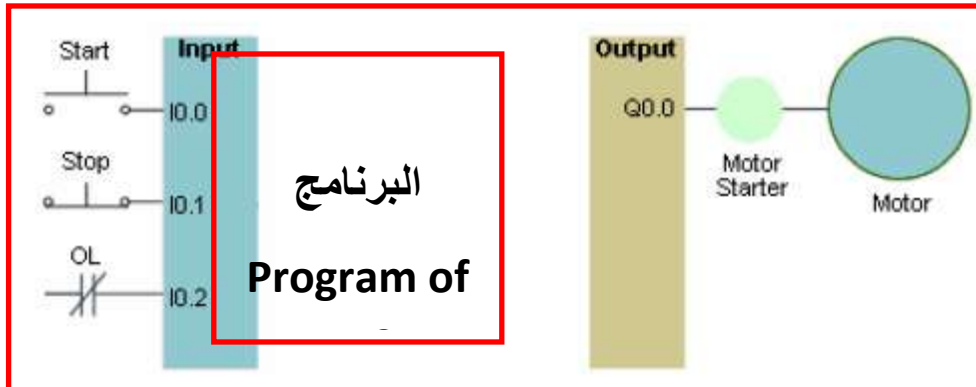 Start
Input
I0.0
Stop
I0.1
OL
I0.2
البرنامج
Program of
Output
Q0.0
Motor
Starter
Motor